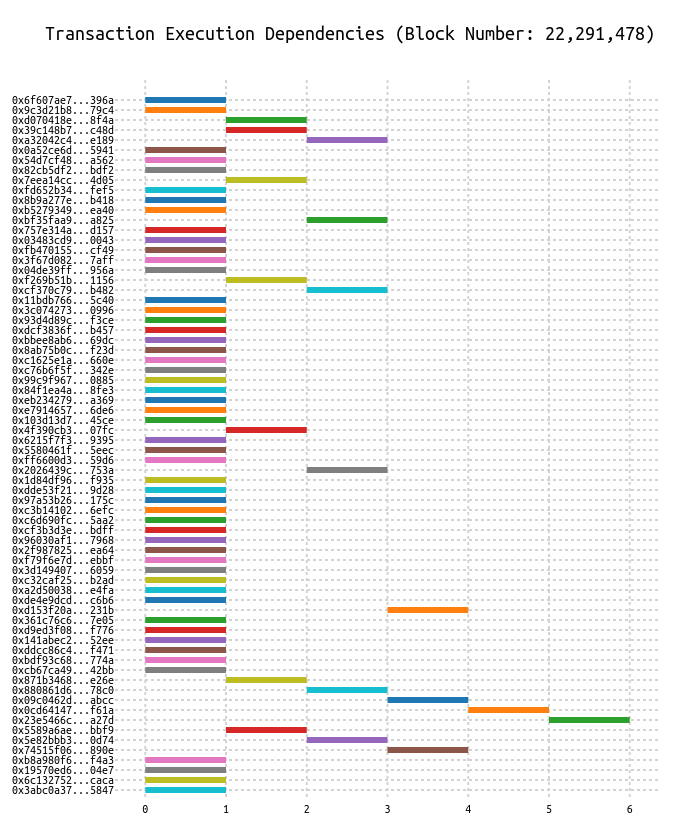 Transaction Execution Dependencies (Block Number: 22,291,478)
0x6f607ae7...396a
0x9c3d21b8...79c4
0xd070418e...8f4a
0x39c148b7...c48d
0xa32042c4...e189
0x0a52ce6d...5941
0x54d7cf48...a562
0x82cb5df2...bdf2
0x7eea14cc...4d05
0xfd652b34...fef5
0x8b9a277e...b418
0xb5279349...ea40
0xbf35faa9...a825
0x757e314a...d157
0x03483cd9...0043
0xfb470155...cf49
0x3f67d082...7aff
0x04de39ff...956a
0xf269b51b...1156
0xcf370c79...b482
0x11bdb766...5c40
0x3c074273...0996
0x93d4d89c...f3ce
0xdcf3836f...b457
0xbbee8ab6...69dc
0x8ab75b0c...f23d
0xc1625e1a...660e
0xc76b6f5f...342e
0x99c9f967...0885
0x84f1ea4a...8fe3
0xeb234279...a369
0xe7914657...6de6
0x103d13d7...45ce
0x4f390cb3...07fc
0x6215f7f3...9395
0x5580461f...5eec
0xff6600d3...59d6
0x2026439c...753a
0x1d84df96...f935
0xdde53f21...9d28
0x97a53b26...175c
0xc3b14102...6efc
0xc6d690fc...5aa2
0xcf3b3d3e...bdff
0x96030af1...7968
0x2f987825...ea64
0xf79f6e7d...ebbf
0x3d149407...6059
0xc32caf25...b2ad
0xa2d50038...e4fa
0xde4e9dcd...c6b6
0xd153f20a...231b
0x361c76c6...7e05
0xd9ed3f08...f776
0x141abec2...52ee
0xddcc86c4...f471
0xbdf93c68...774a
0xcb67ca49...42bb
0x871b3468...e26e
0x880861d6...78c0
0x09c0462d...abcc
0x0cd64147...f61a
0x23e5466c...a27d
0x5589a6ae...bbf9
0x5e82bbb3...0d74
0x74515f06...890e
0xb8a980f6...f4a3
0x19570ed6...04e7
0x6c132752...caca
0x3abc0a37...5847
0 1 2 3 4 5 6